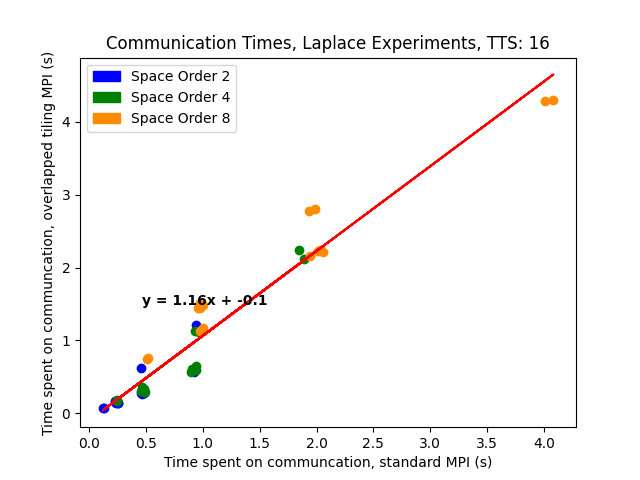 Communication Times, Laplace Experiments, TTS: 16
Space Order 2
Space Order 4
Space Order 8
y = 1.16x + -0.1
Time spent on communcation, overlapped tiling MPI (s)
4
3
2
1
0
0.0 0.5 1.0 1.5 2.0 2.5 3.0 3.5 4.0
Time spent on communcation, standard MPI (s)